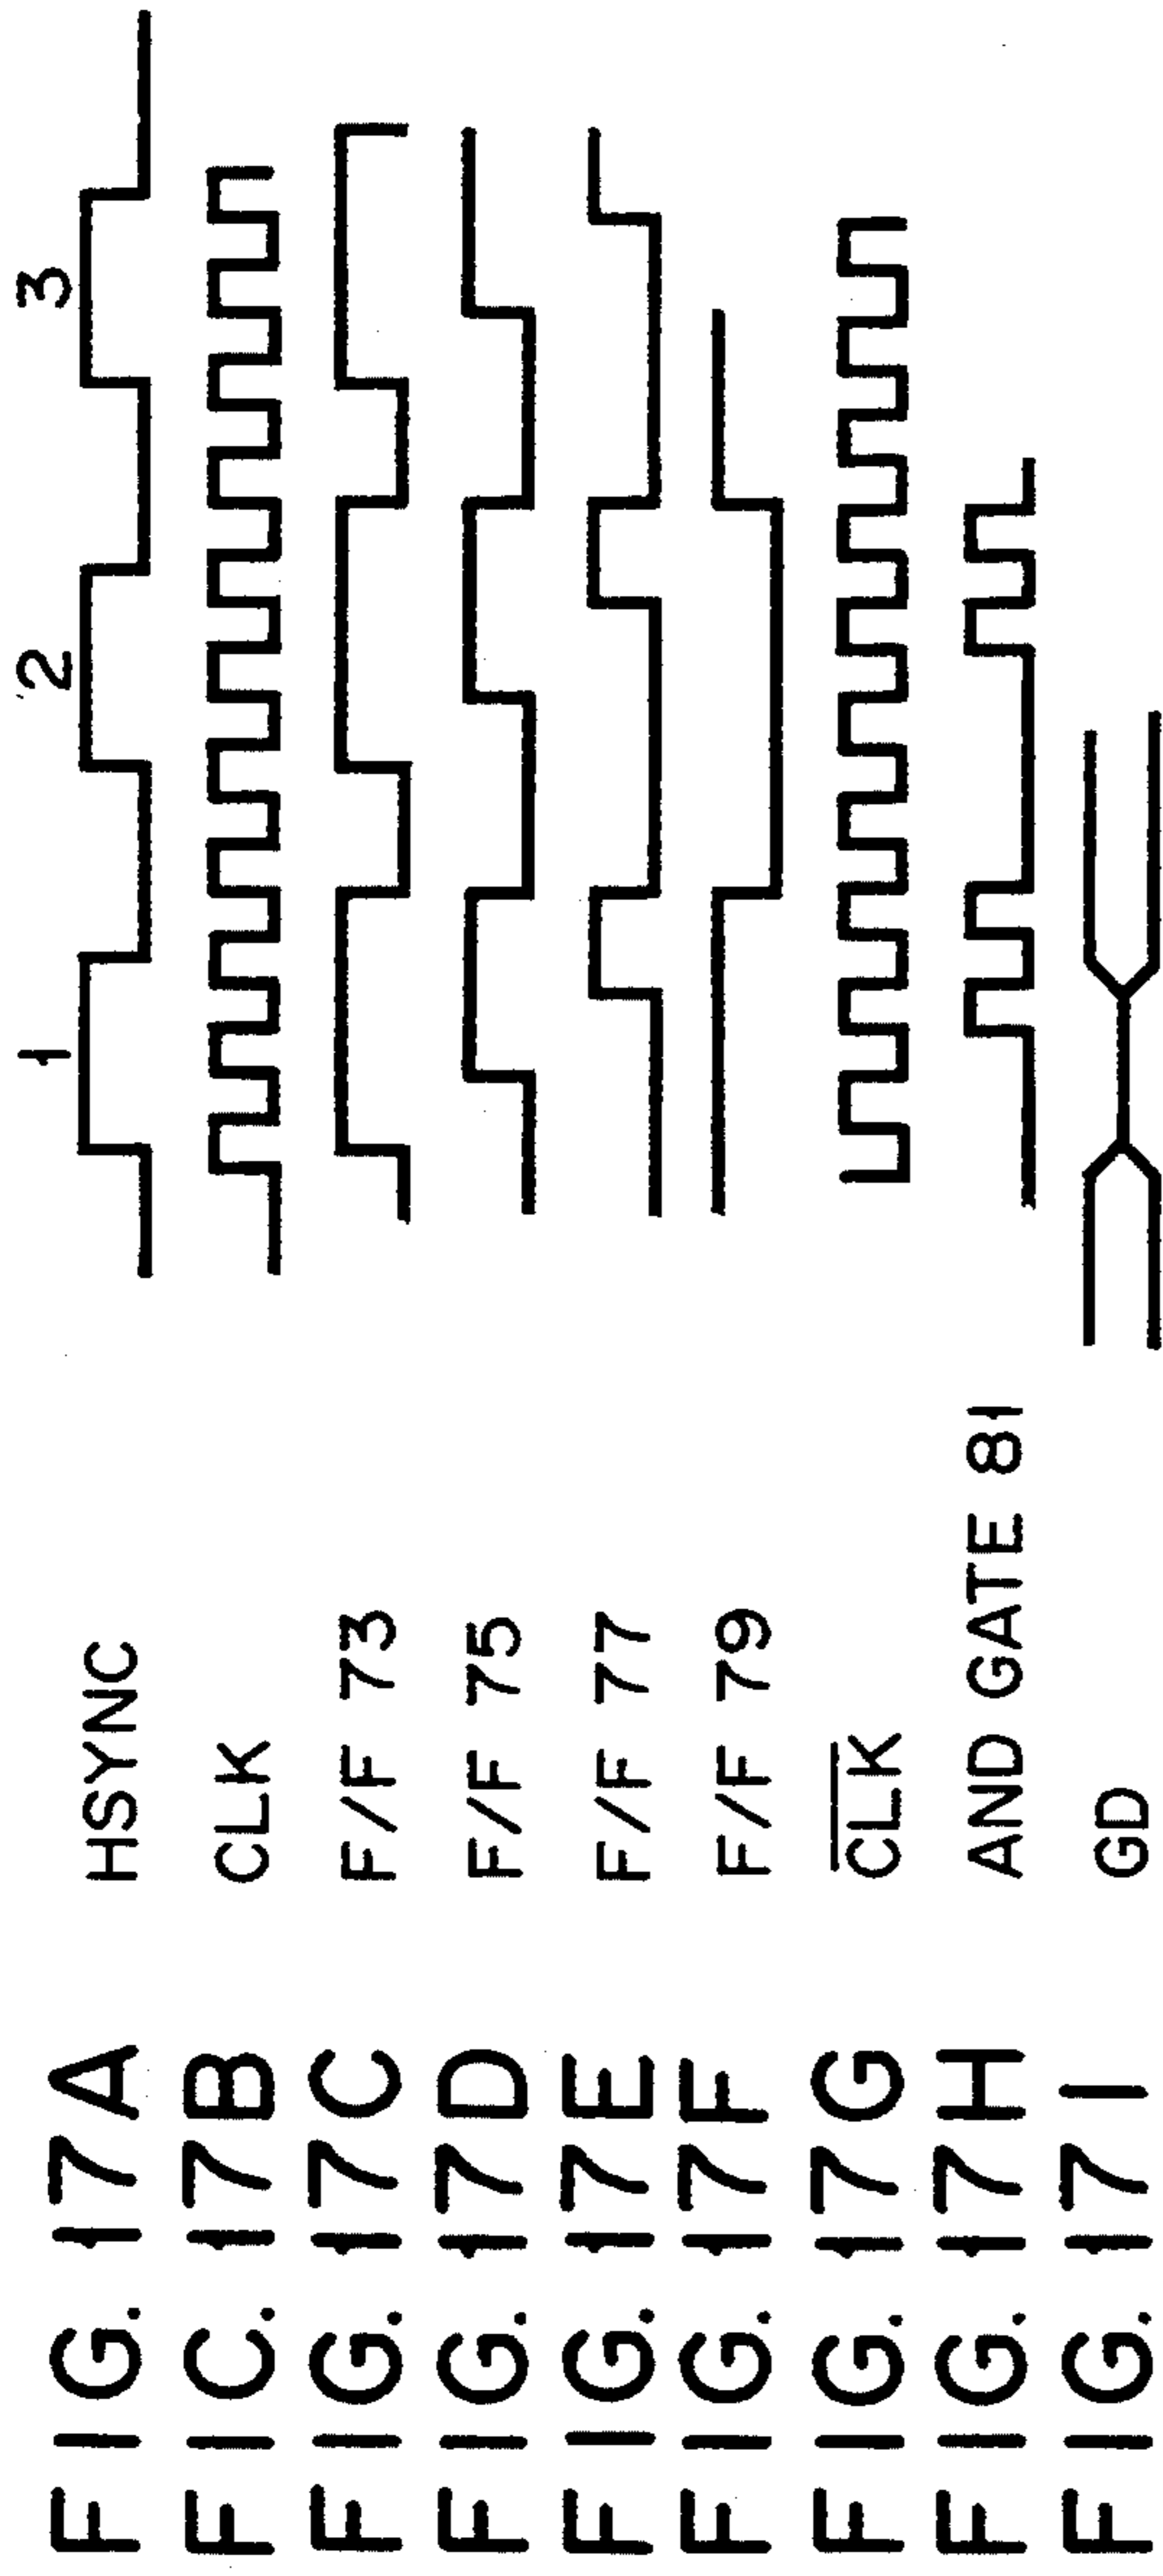 FIG. 17A HSYNC 1 2 3
FIC. 17B CLK
FIG. 17C F/F 73
FIG. 17D F/F 75
FIG. 17E F/F 77
FIG. 17F F/F 79
FIG. 17G C̅L̅K̅
FIG. 17H AND GATE 81
FIG. 17I GD